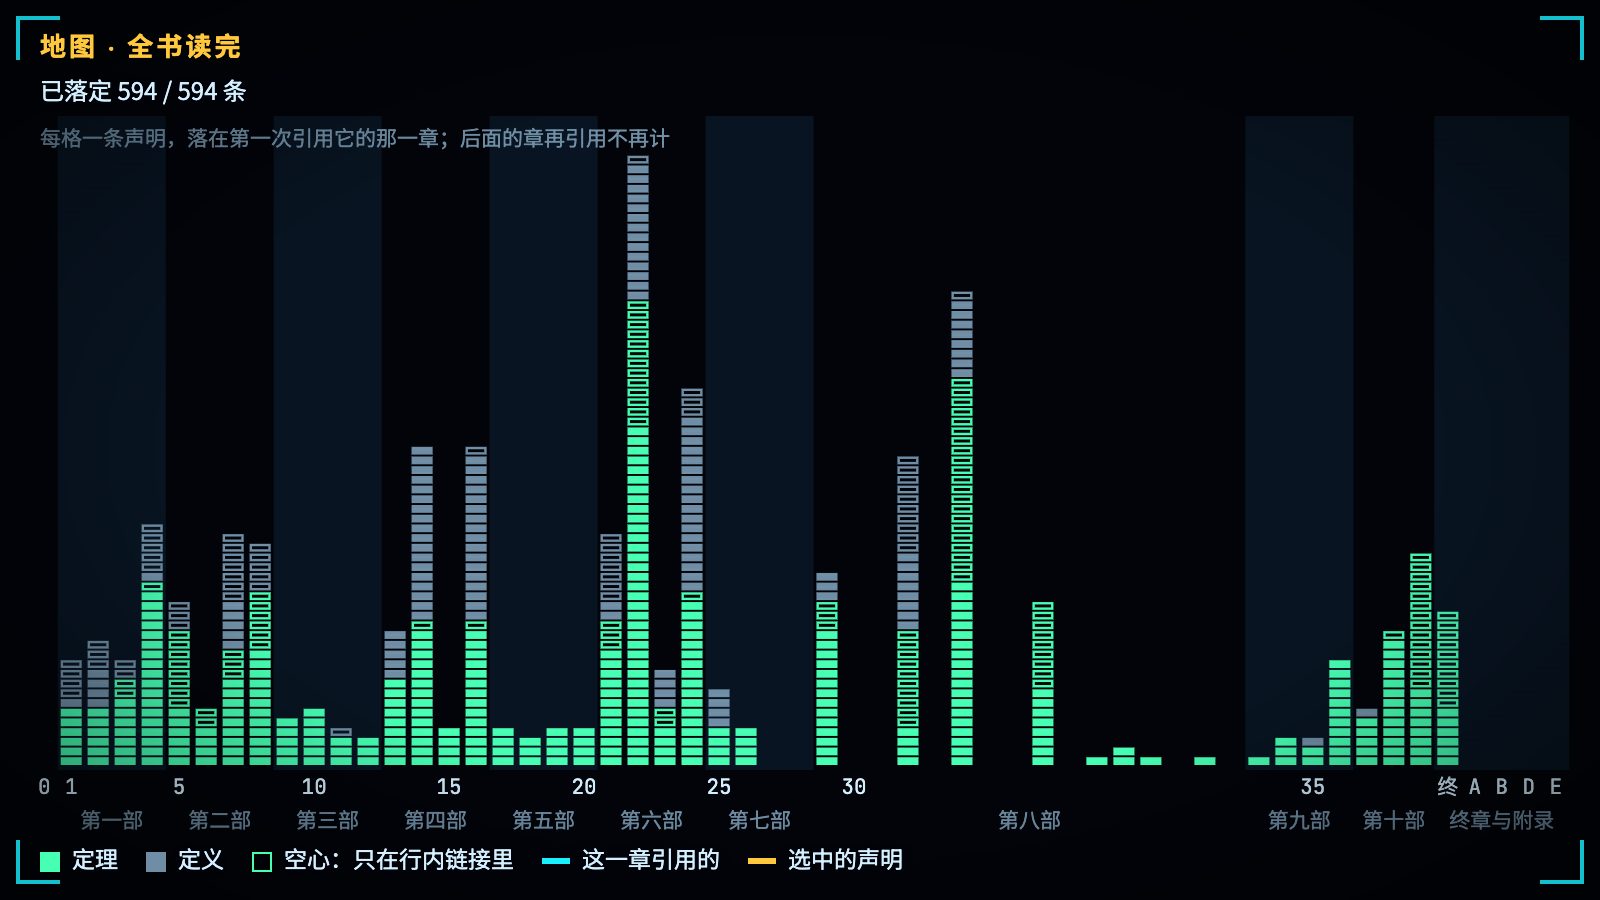 地图 · 全书读完
已落定 594 / 594 条
每格一条声明，落在第一次引用它的那一章；后面的章再引用不再计
0 1 5 10 15 20 25 30 35 终 A B D E
第一部 第二部 第三部 第四部 第五部 第六部 第七部 第八部 第九部 第十部 终章与附录
定理 定义 空心：只在行内链接里 这一章引用的 选中的声明